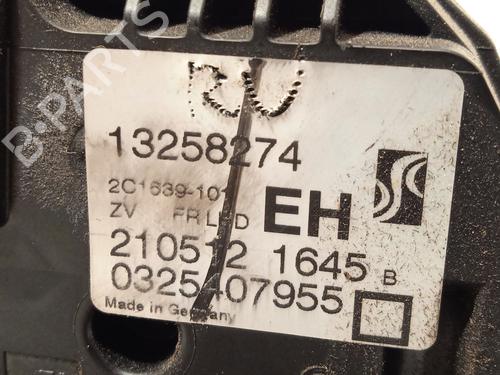 RU
13258274
2C1639-101
ZV FR LHD EH
210512 1645 B
0325407955
Made in Germany
B-PARTS